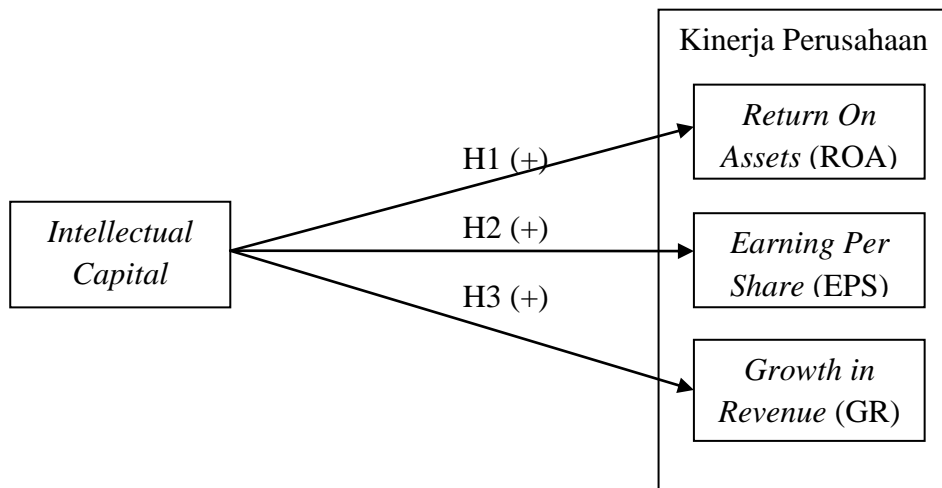 Kinerja Perusahaan
Return On
Assets (ROA)
H1 (+)
Intellectual
Capital
H2 (+)
Earning Per
Share (EPS)
H3 (+)
Growth in
Revenue (GR)